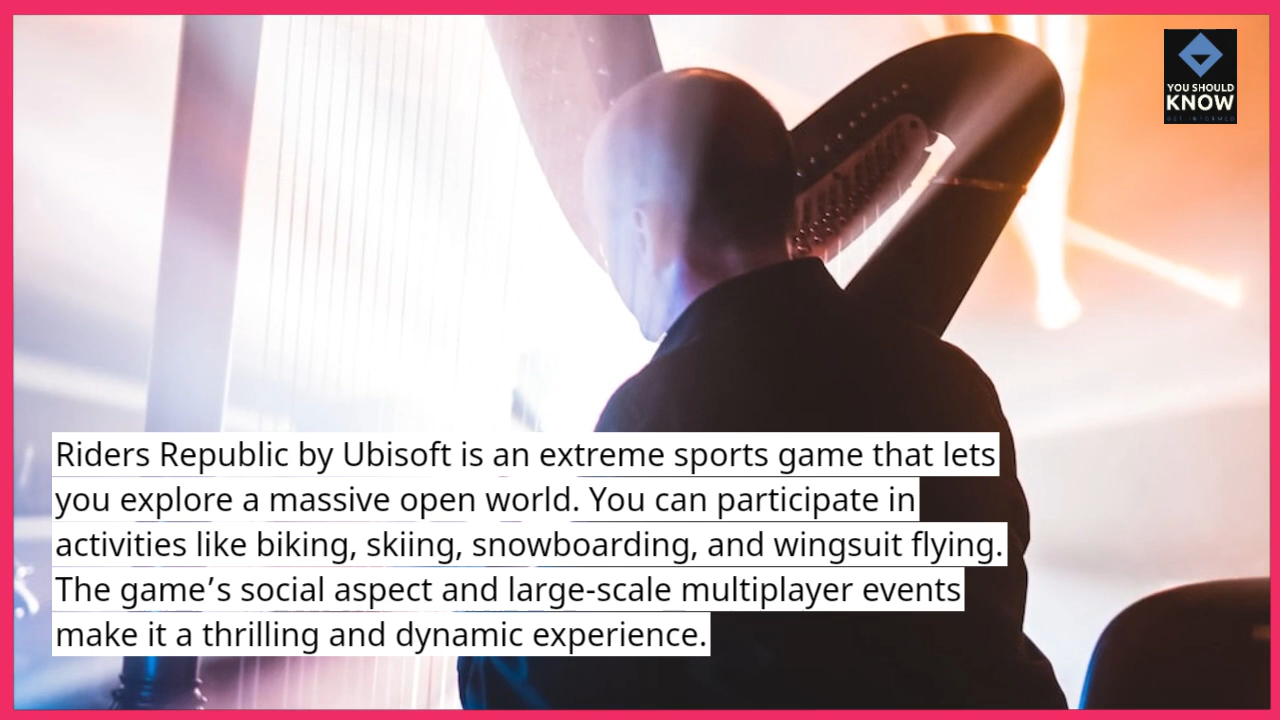 YOU SHOULD
KNOW
GET INFORMED
Riders Republic by Ubisoft is an extreme sports game that lets
you explore a massive open world. You can participate in
activities like biking, skiing, snowboarding, and wingsuit flying.
The game’s social aspect and large-scale multiplayer events
make it a thrilling and dynamic experience.